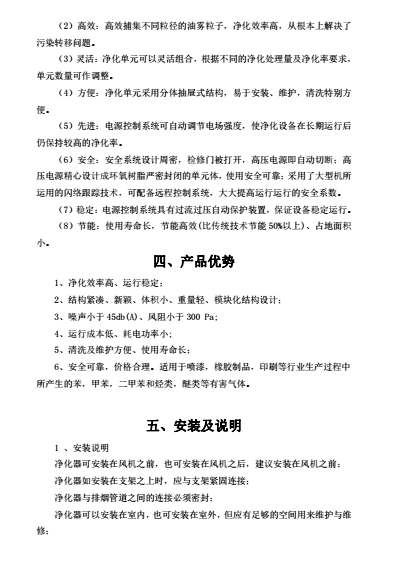 （2）高效：高效捕集不同粒径的油雾粒子，净化效率高，从根本上解决了
污染转移问题。
（3）灵活：净化单元可以灵活组合，根据不同的净化处理量及净化率要求，
单元数量可作调整。
（4）方便：净化单元采用分体抽屉式结构，易于安装、维护，清洗特别方
便。
（5）先进：电源控制系统可自动调节电场强度，使净化设备在长期运行后
仍保持较高的净化率。
（6）安全：安全系统设计周密，检修门被打开，高压电源即自动切断；高
压电源精心设计成环氧树脂严密封闭的单元体，使用安全可靠；采用了大型机所
运用的闪络跟踪技术，可配备远程控制系统，大大提高运行运行的安全系数。
（7）稳定：电源控制系统具有过流过压自动保护装置，保证设备稳定运行。
（8）节能：使用寿命长，节能高效(比传统技术节能 50%以上)、占地面积
小。
四、产品优势
1、净化效率高、运行稳定；
2、结构紧凑、新颖、体积小、重量轻、模块化结构设计；
3、噪声小于 45db(A)、风阻小于 300 Pa；
4、运行成本低、耗电功率小；
5、清洗及维护方便、使用寿命长；
6、安全可靠，价格合理。适用于喷漆，橡胶制品，印刷等行业生产过程中
所产生的苯，甲苯，二甲苯和烃类，醚类等有害气体。
五、安装及说明
1 、安装说明
净化器可安装在风机之前，也可安装在风机之后，建议安装在风机之前；
净化器如安装在支架之上时，应与支架紧固连接；
净化器与排烟管道之间的连接必须密封；
净化器可以安装在室内，也可安装在室外，但应有足够的空间用来维护与维
修；